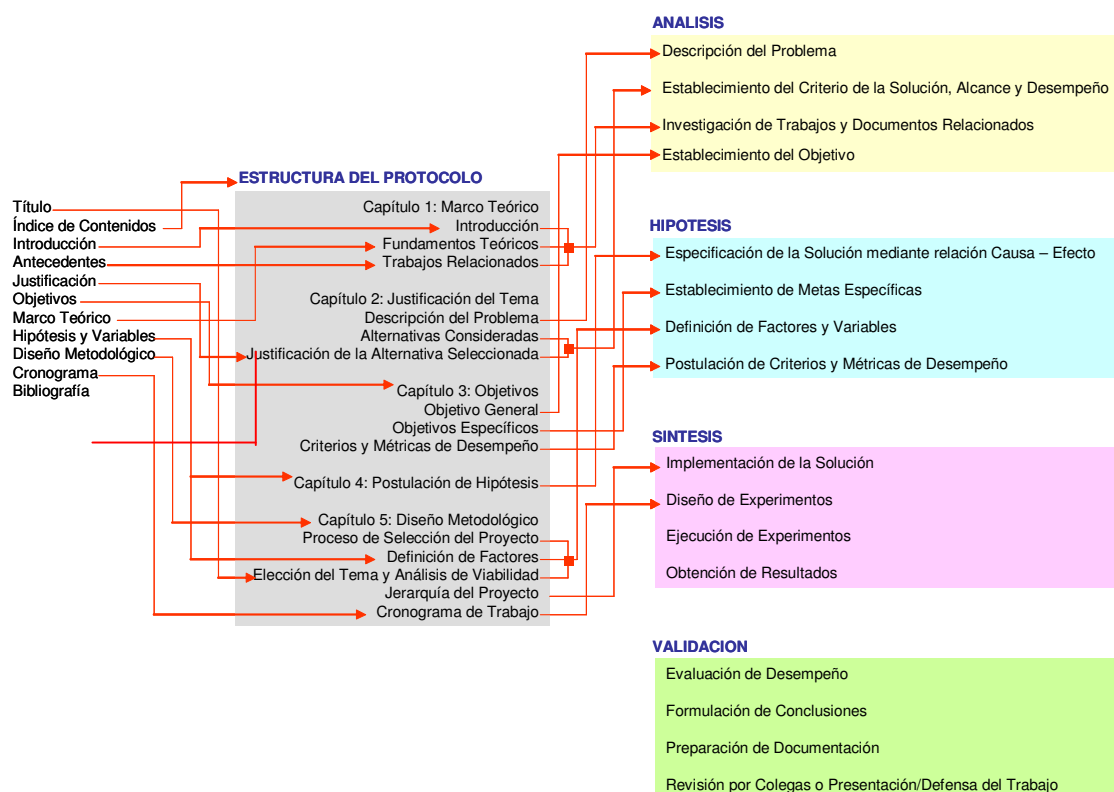 Título
Índice de Contenidos
Introducción
Antecedentes
Justificación
Objetivos
Marco Teórico
Hipótesis y Variables
Diseño Metodológico
Cronograma
Bibliografía
ESTRUCTURA DEL PROTOCOLO
Capítulo 1: Marco Teórico
Introducción
Fundamentos Teóricos
Trabajos Relacionados
Capítulo 2: Justificación del Tema
Descripción del Problema
Alternativas Consideradas
Justificación de la Alternativa Seleccionada
Capítulo 3: Objetivos
Objetivo General
Objetivos Específicos
Criterios y Métricas de Desempeño
Capítulo 4: Postulación de Hipótesis
Capítulo 5: Diseño Metodológico
Proceso de Selección del Proyecto
Definición de Factores
Elección del Tema y Análisis de Viabilidad
Jerarquía del Proyecto
Cronograma de Trabajo
ANALISIS
Descripción del Problema
Establecimiento del Criterio de la Solución, Alcance y Desempeño
Investigación de Trabajos y Documentos Relacionados
Establecimiento del Objetivo
HIPOTESIS
Especificación de la Solución mediante relación Causa – Efecto
Establecimiento de Metas Específicas
Definición de Factores y Variables
Postulación de Criterios y Métricas de Desempeño
SINTESIS
Implementación de la Solución
Diseño de Experimentos
Ejecución de Experimentos
Obtención de Resultados
VALIDACION
Evaluación de Desempeño
Formulación de Conclusiones
Preparación de Documentación
Revisión por Colegas o Presentación/Defensa del Trabajo